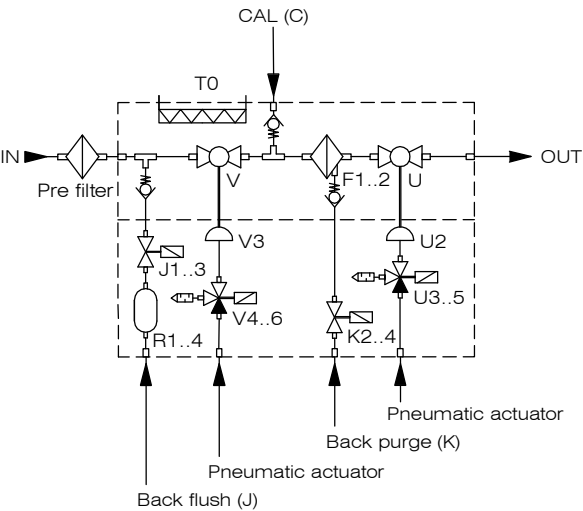 CAL (C)
T0
IN
OUT
Pre filter
V
F1..2
U
V3
U2
J1..3
U3..5
V4..6
R1..4
K2..4
Pneumatic actuator
Back purge (K)
Pneumatic actuator
Back flush (J)